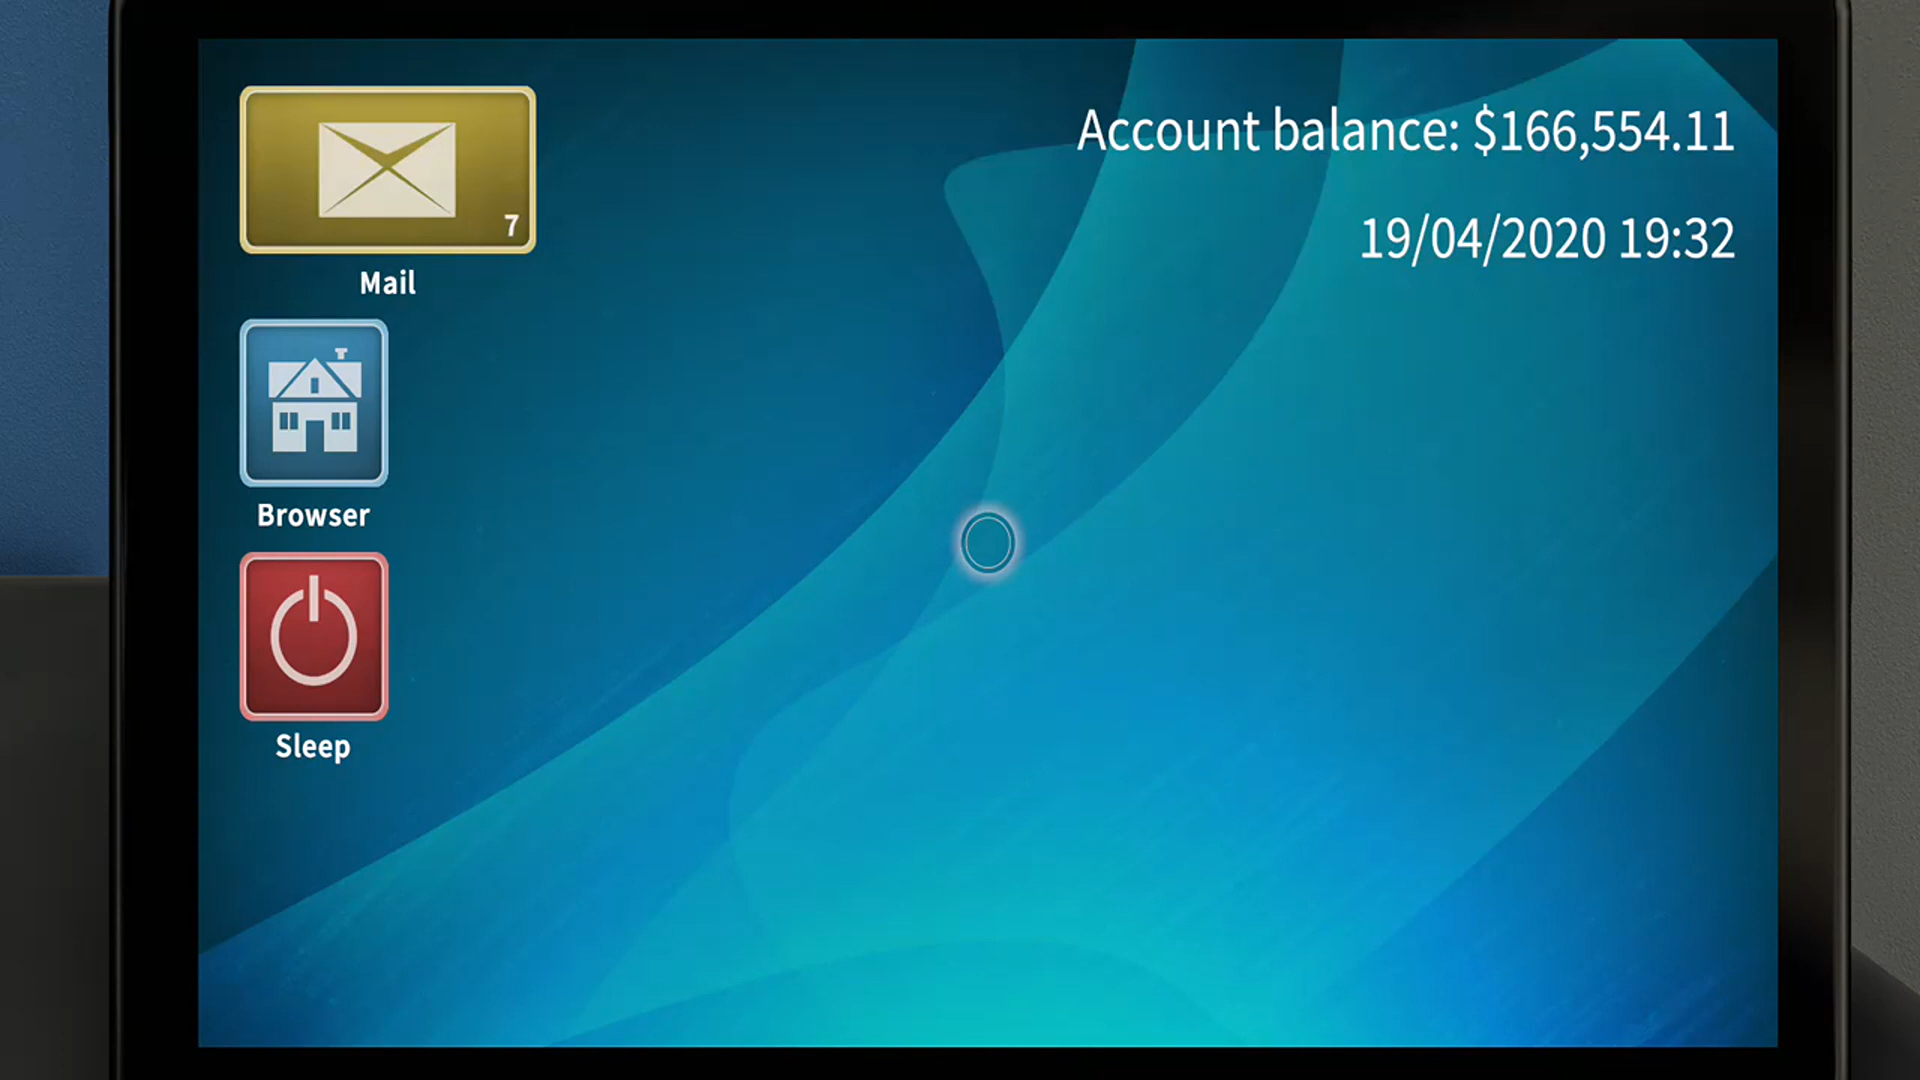 Account balance: $166,554.11
19/04/2020 19:32
7
Mail
Browser
Sleep